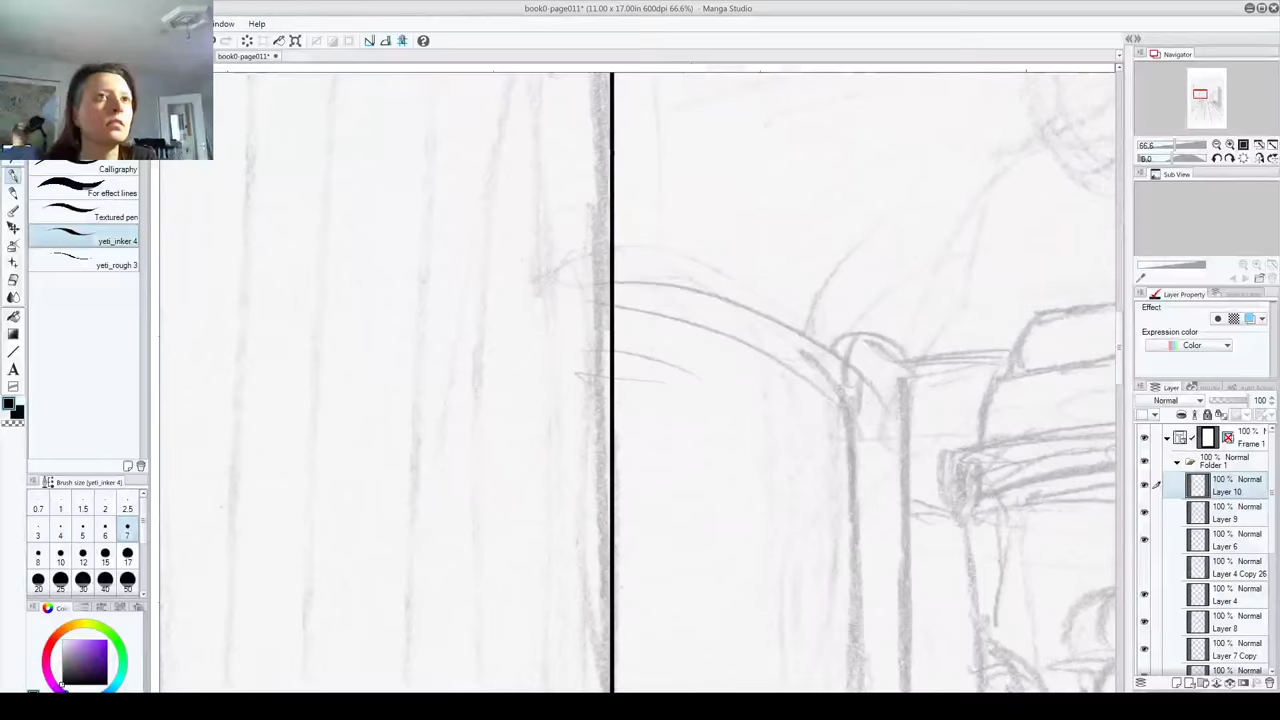 book0-page011* (11.00 x 17.00in 600dpi 66.6%) - Manga Studio
indow Help
book0-page011*
Navigator
66.6
0.0
Sub View
Calligraphy
For effect lines
Textured pen
yeti_inker 4
yeti_rough 3
Layer Property
Effect
Expression color
Color
Layer
Normal 100
100 %
Frame 1
100 % Normal
Folder 1
100 % Normal
Layer 10
100 % Normal
Layer 9
100 % Normal
Layer 6
100 % Normal
Layer 4 Copy 26
100 % Normal
Layer 4
100 % Normal
Layer 8
100 % Normal
Layer 7 Copy
100 % Normal
Brush size [yeti_inker 4]
0.7 1 1.5 2 2.5
3 4 5 6 7
8 10 12 15 17
20 25 30 40 50